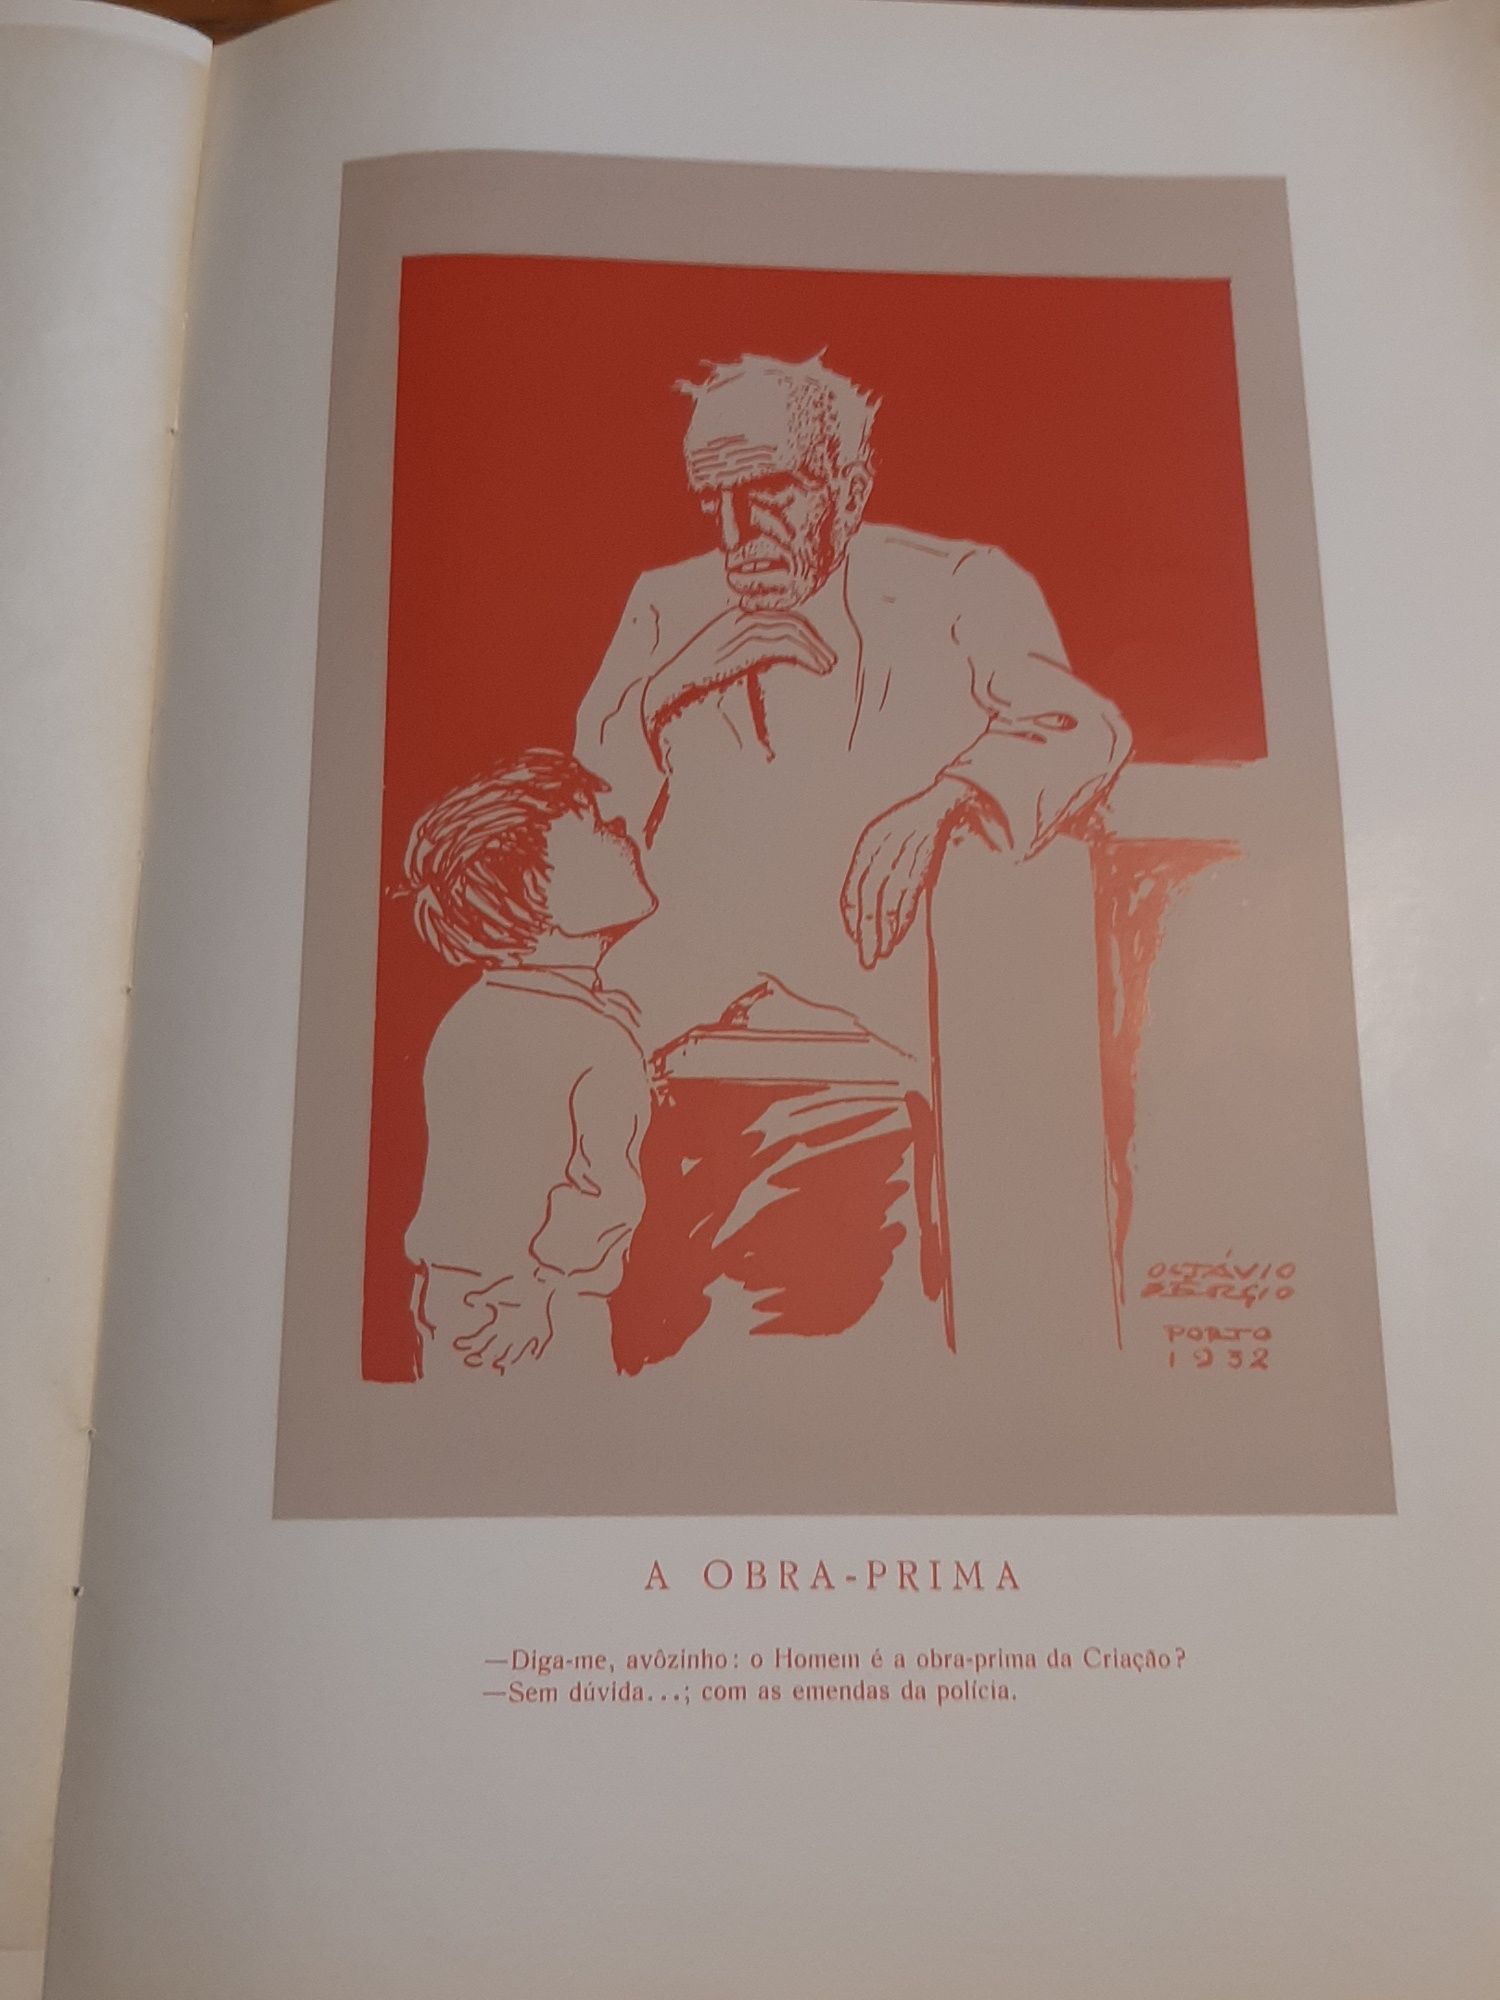 OCTÁVIO
SÉRGIO
PORTO
1932
A OBRA-PRIMA
—Diga-me, avôzinho: o Homem é a obra-prima da Criação?
—Sem dúvida...; com as emendas da polícia.